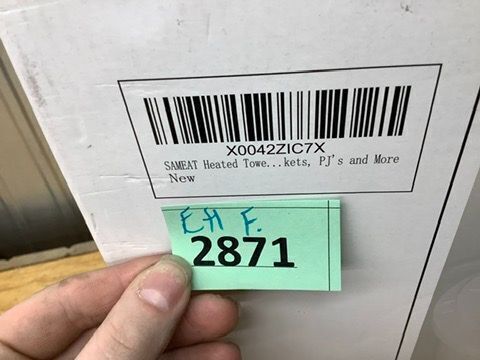 X0042ZIC7X
SAMEAT Heated Towe...kets, PJ's and More
New
EH F.
2871